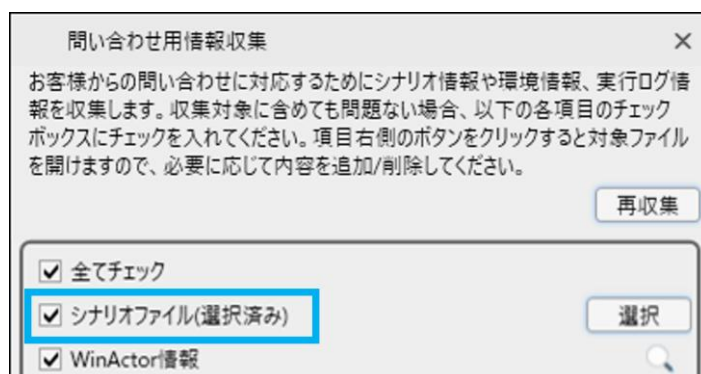 問い合わせ用情報収集
お客様からの問い合わせに対応するためにシナリオ情報や環境情報、実行ログ情
報を収集します。収集対象に含めても問題ない場合、以下の各項目のチェック
ボックスにチェックを入れてください。項目右側のボタンをクリックすると対象ファイル
を開けますので、必要に応じて内容を追加/削除してください。
再収集
全てチェック
シナリオファイル(選択済み)
選択
WinActor情報